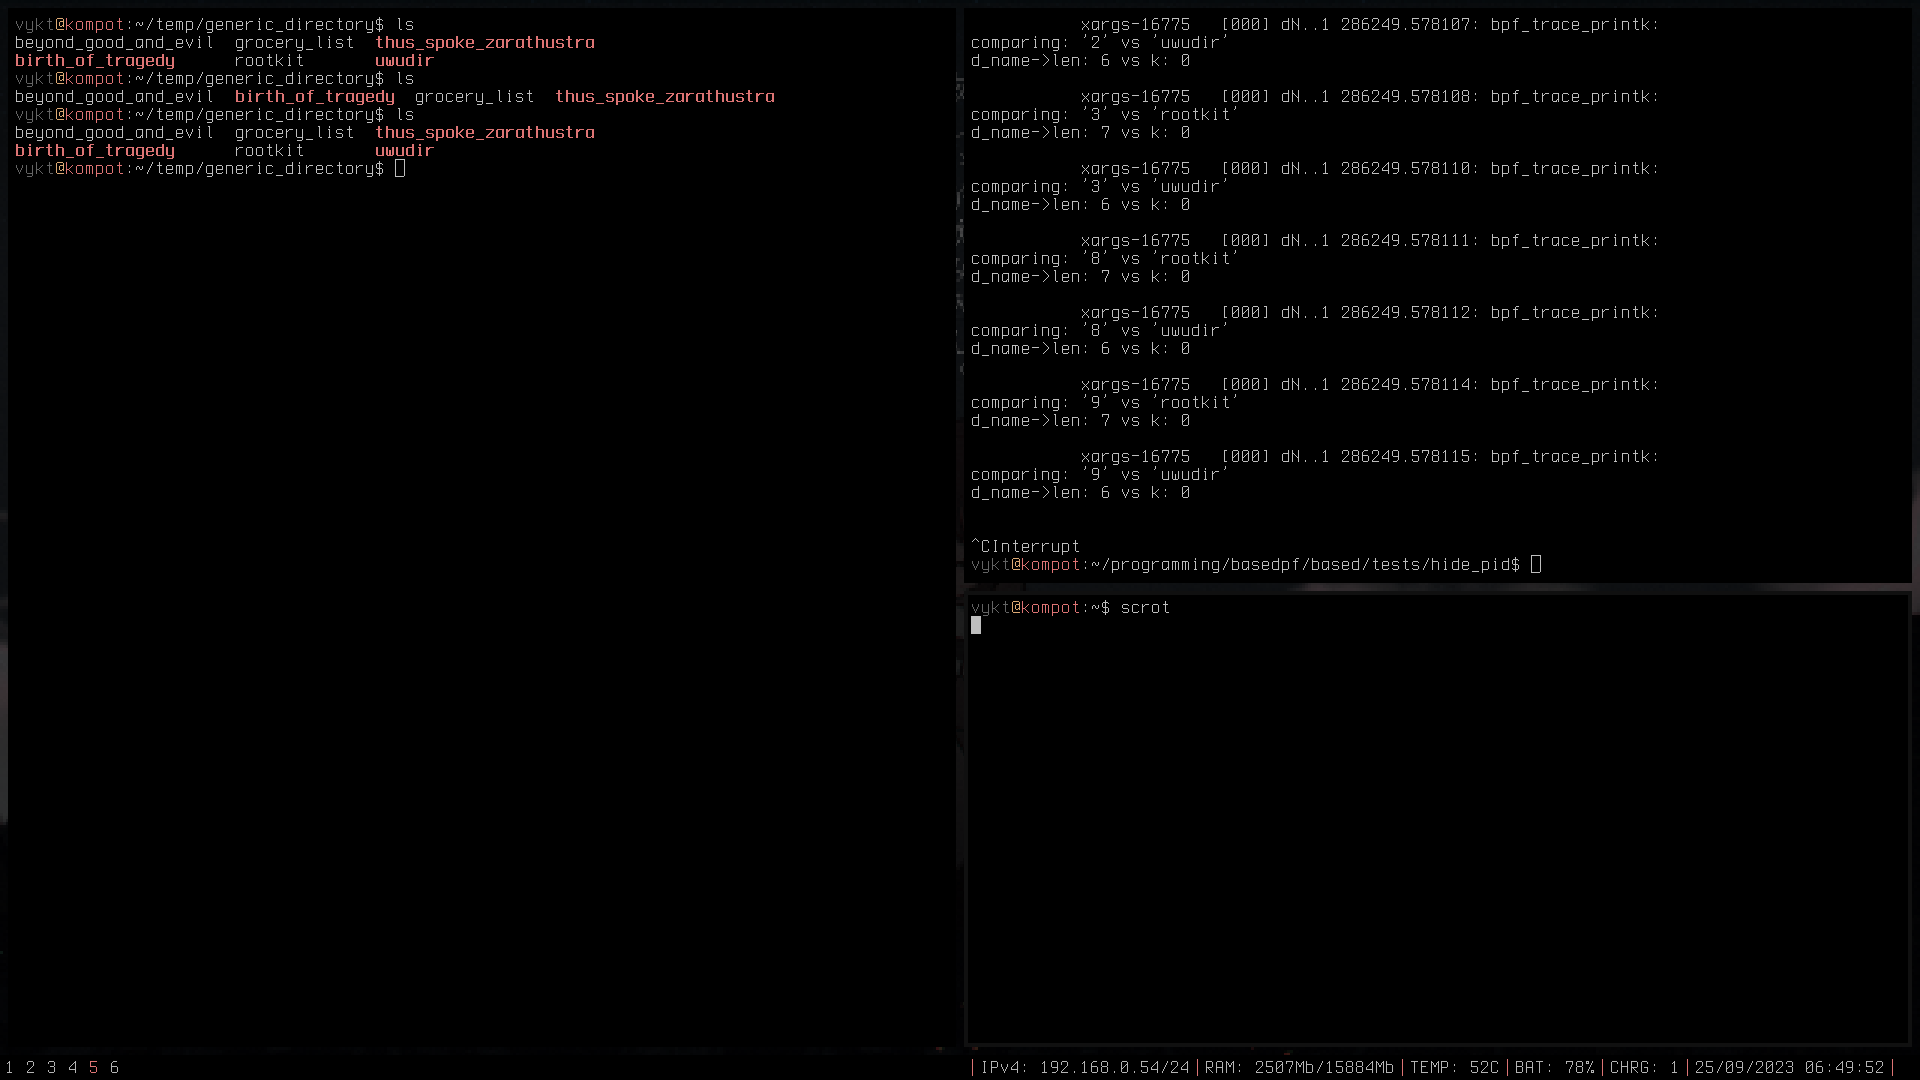 vykt@kompot:~/temp/generic_directory$ ls
beyond_good_and_evil  grocery_list  thus_spoke_zarathustra
birth_of_tragedy      rootkit       uwudir
vykt@kompot:~/temp/generic_directory$ ls
beyond_good_and_evil  birth_of_tragedy  grocery_list  thus_spoke_zarathustra
vykt@kompot:~/temp/generic_directory$ ls
beyond_good_and_evil  grocery_list  thus_spoke_zarathustra
birth_of_tragedy      rootkit       uwudir
vykt@kompot:~/temp/generic_directory$
xargs-16775   [000] dN..1 286249.578107: bpf_trace_printk:
comparing: '2' vs 'uwudir'
d_name->len: 6 vs k: 0
xargs-16775   [000] dN..1 286249.578108: bpf_trace_printk:
comparing: '3' vs 'rootkit'
d_name->len: 7 vs k: 0
xargs-16775   [000] dN..1 286249.578110: bpf_trace_printk:
comparing: '3' vs 'uwudir'
d_name->len: 6 vs k: 0
xargs-16775   [000] dN..1 286249.578111: bpf_trace_printk:
comparing: '8' vs 'rootkit'
d_name->len: 7 vs k: 0
xargs-16775   [000] dN..1 286249.578112: bpf_trace_printk:
comparing: '8' vs 'uwudir'
d_name->len: 6 vs k: 0
xargs-16775   [000] dN..1 286249.578114: bpf_trace_printk:
comparing: '9' vs 'rootkit'
d_name->len: 7 vs k: 0
xargs-16775   [000] dN..1 286249.578115: bpf_trace_printk:
comparing: '9' vs 'uwudir'
d_name->len: 6 vs k: 0
^CInterrupt
vykt@kompot:~/programming/basedpf/based/tests/hide_pid$
vykt@kompot:~$ scrot
1 2 3 4 5 6
|IPv4: 192.168.0.54/24|RAM: 2507Mb/15884Mb|TEMP: 52C|BAT: 78%|CHRG: 1|25/09/2023 06:49:52|